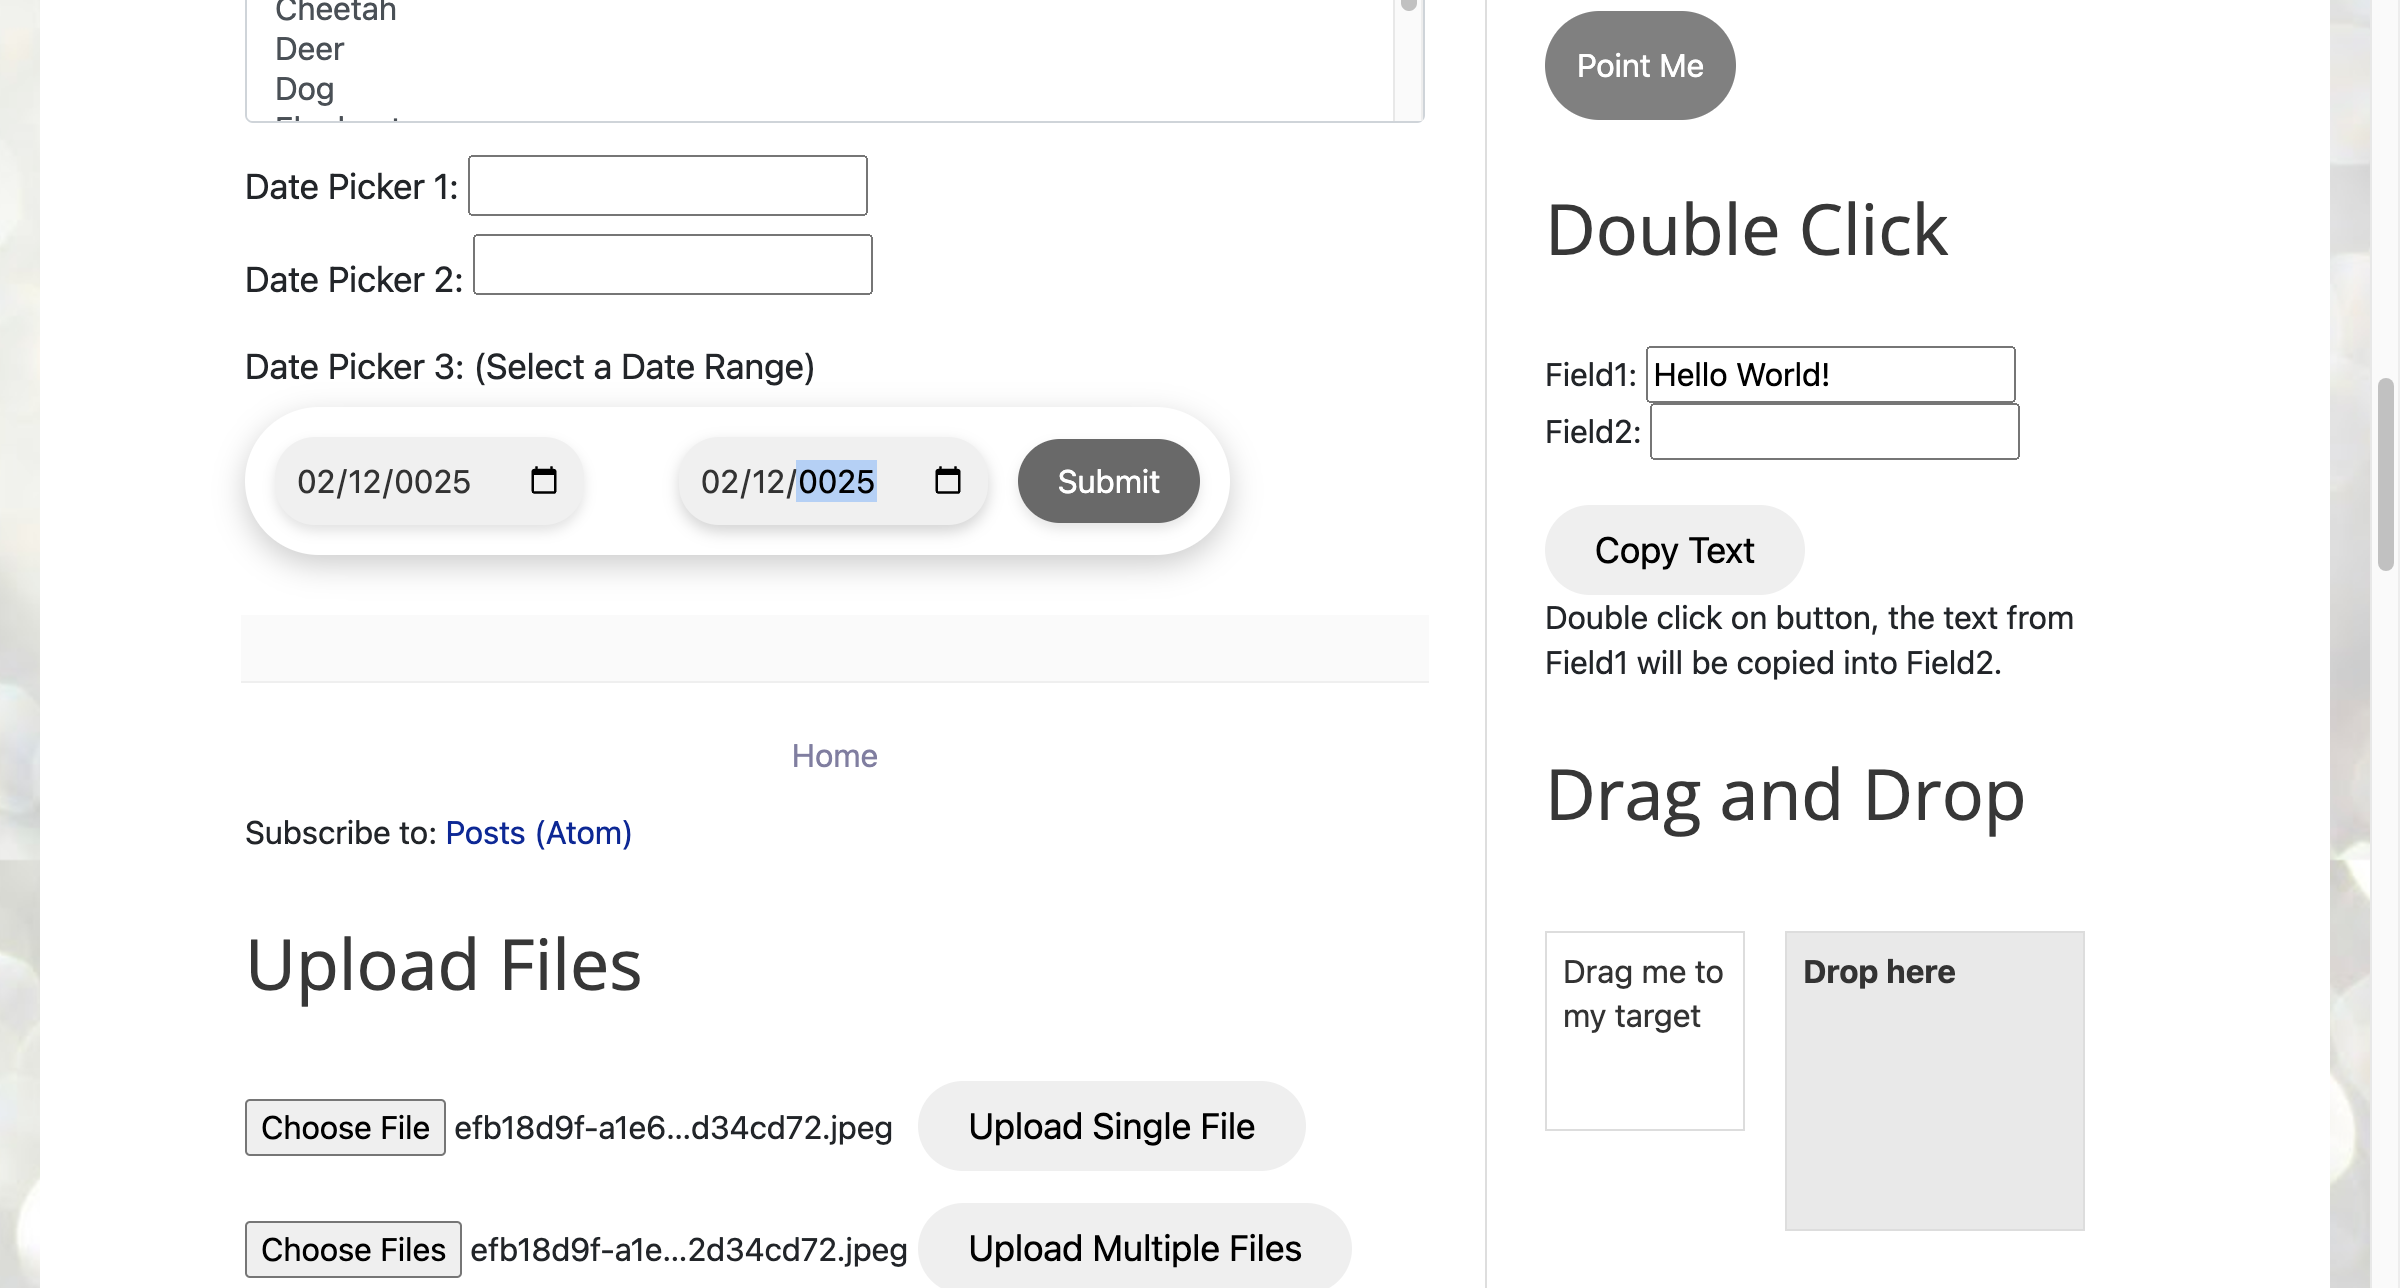 Cheetah
Deer
Dog
Date Picker 1:
Date Picker 2:
Date Picker 3: (Select a Date Range)
02/12/0025 02/12/0025 Submit
Home
Subscribe to: Posts (Atom)
Upload Files
Choose File efb18d9f-a1e6...d34cd72.jpeg Upload Single File
Choose Files efb18d9f-a1e...2d34cd72.jpeg Upload Multiple Files
Point Me
Double Click
Field1: Hello World!
Field2:
Copy Text
Double click on button, the text from
Field1 will be copied into Field2.
Drag and Drop
Drag me to
my target
Drop here